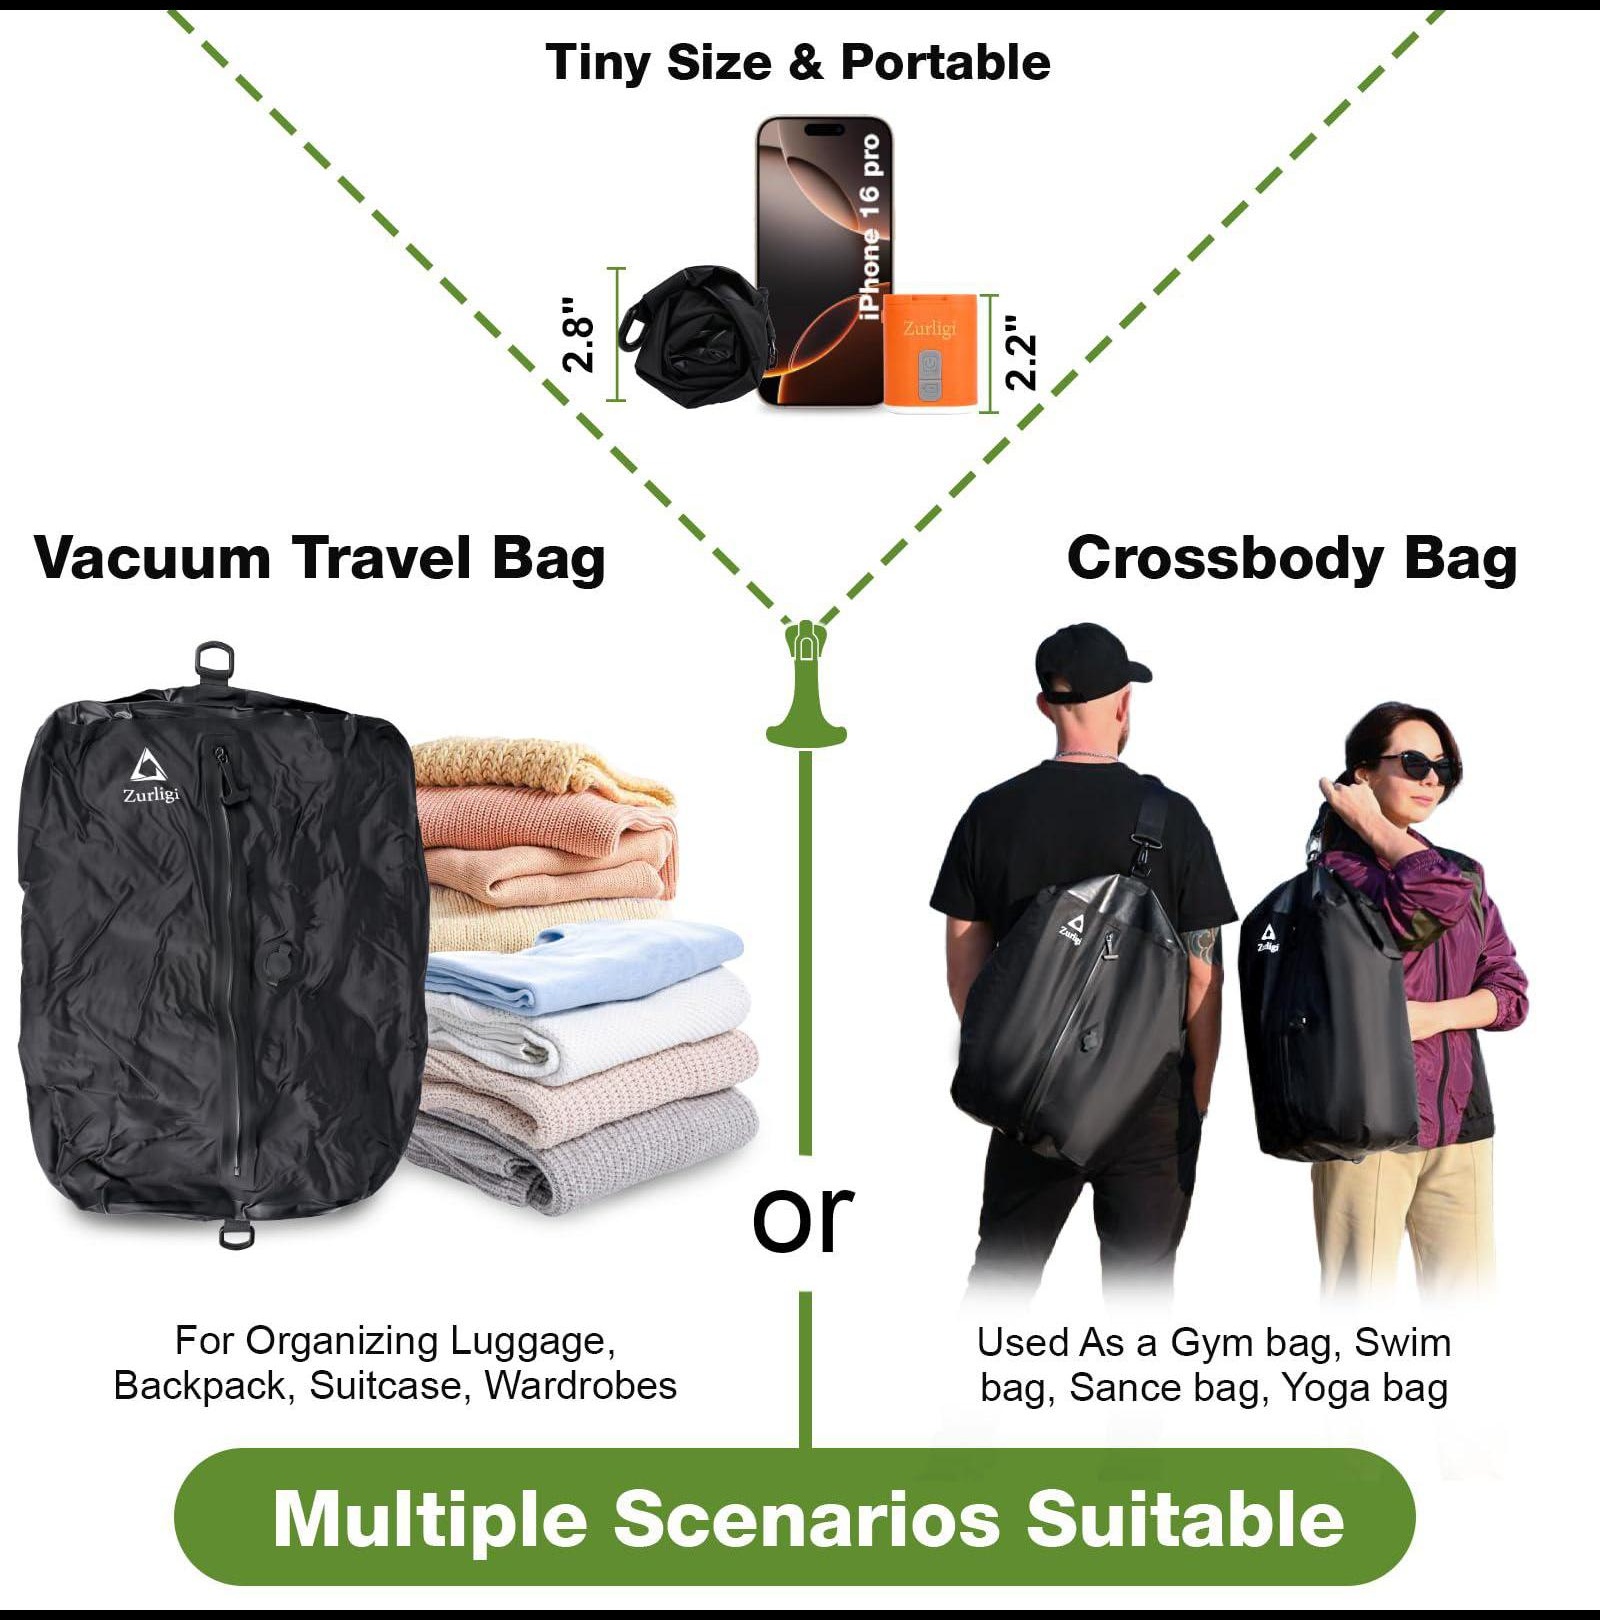 Tiny Size & Portable
iPhone 16 pro
2.8"
Zurligi
2.2"
Vacuum Travel Bag
Crossbody Bag
Zurligi
Zurligi
Zurligi
or
For Organizing Luggage,
Backpack, Suitcase, Wardrobes
Used As a Gym bag, Swim
bag, Sance bag, Yoga bag
Multiple Scenarios Suitable